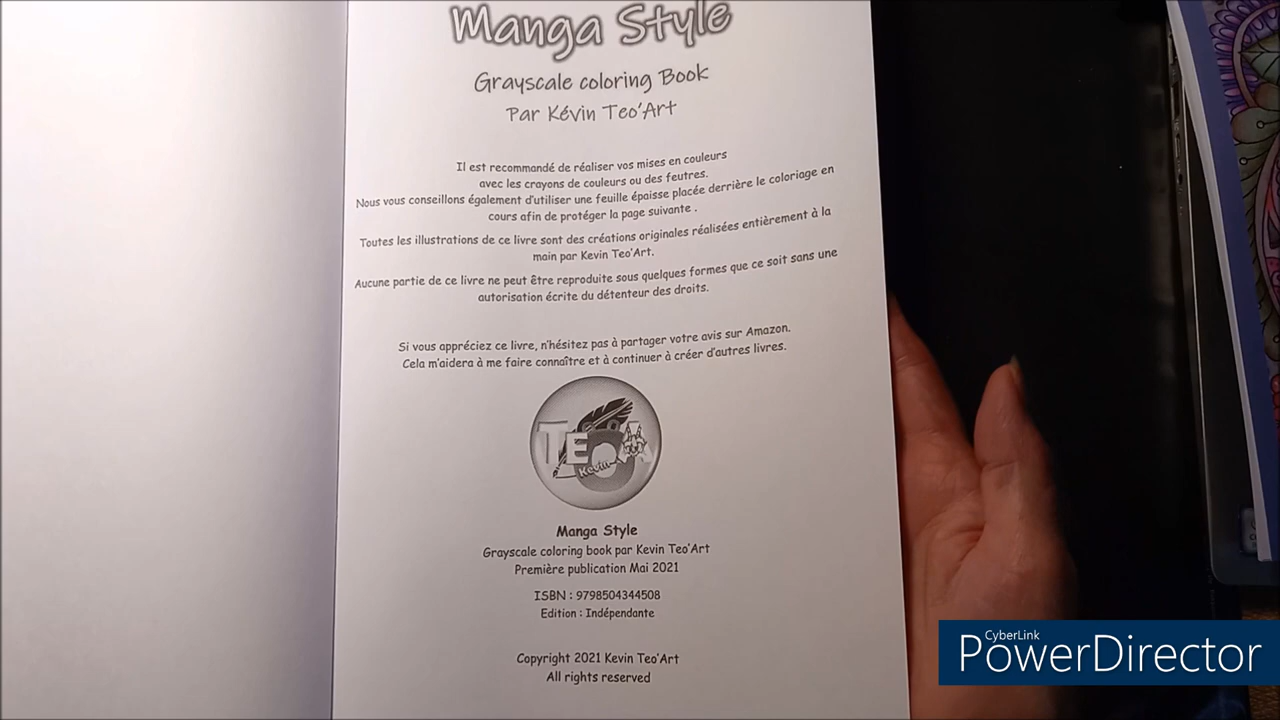 Manga Style
Grayscale coloring Book
Par Kévin Teo'Art
Il est recommandé de réaliser vos mises en couleurs
avec les crayons de couleurs ou des feutres.
Nous vous conseillons également d'utiliser une feuille épaisse placée derrière le coloriage en
cours afin de protéger la page suivante .
Toutes les illustrations de ce livre sont des créations originales réalisées entièrement à la
main par Kevin Teo'Art.
Aucune partie de ce livre ne peut être reproduite sous quelques formes que ce soit sans une
autorisation écrite du détenteur des droits.
Si vous appréciez ce livre, n'hésitez pas à partager votre avis sur Amazon.
Cela m'aidera à me faire connaître et à continuer à créer d'autres livres.
TEO
Kevin
Manga Style
Grayscale coloring book par Kevin Teo'Art
Première publication Mai 2021
ISBN : 9798504344508
Edition : Indépendante
Copyright 2021 Kevin Teo'Art
All rights reserved
CyberLink
PowerDirector